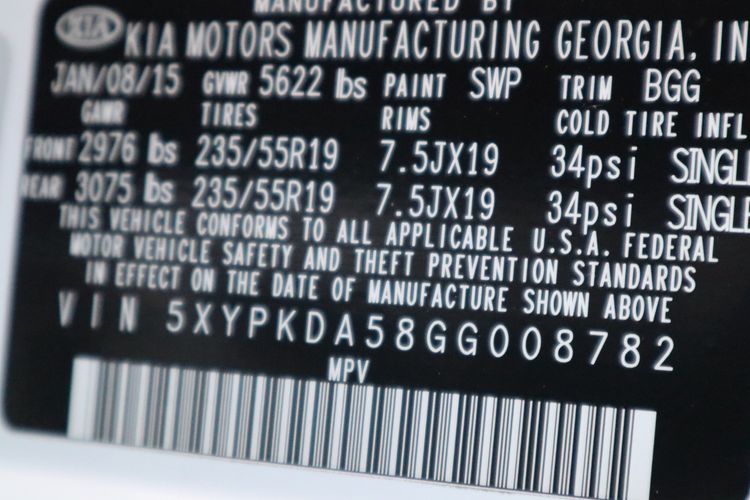 MANUFACTURED BY
KIA KIA MOTORS MANUFACTURING GEORGIA, IN
JAN/08/15 GVWR 5622 lbs PAINT SWP TRIM BGG
GAWR TIRES RIMS COLD TIRE INFL
FRONT 2976 lbs 235/55R19 7.5JX19 34psi SINGLE
REAR 3075 lbs 235/55R19 7.5JX19 34psi SINGLE
THIS VEHICLE CONFORMS TO ALL APPLICABLE U.S.A. FEDERAL
MOTOR VEHICLE SAFETY AND THEFT PREVENTION STANDARDS
IN EFFECT ON THE DATE OF MANUFACTURE SHOWN ABOVE
VIN 5XYPKDA58GG008782
MPV